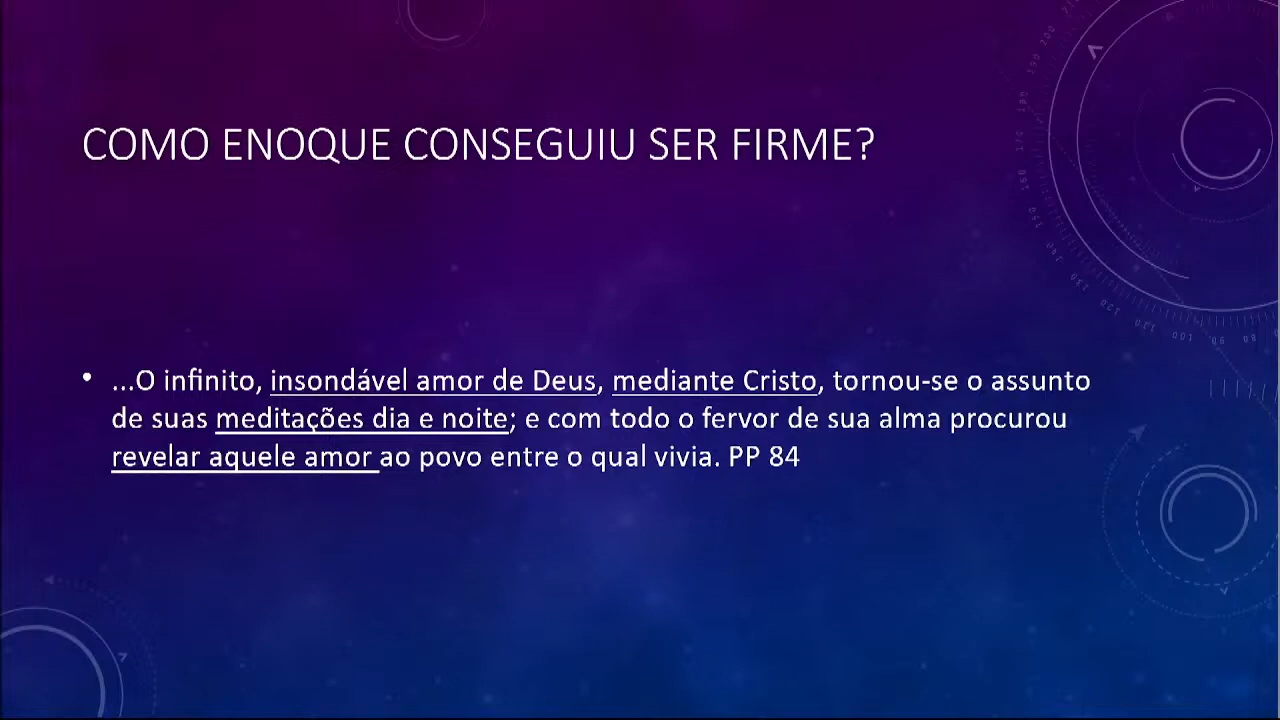 COMO ENOQUE CONSEGUIU SER FIRME?
• ...O infinito, insondável amor de Deus, mediante Cristo, tornou-se o assunto
de suas meditações dia e noite; e com todo o fervor de sua alma procurou
revelar aquele amor ao povo entre o qual vivia. PP 84